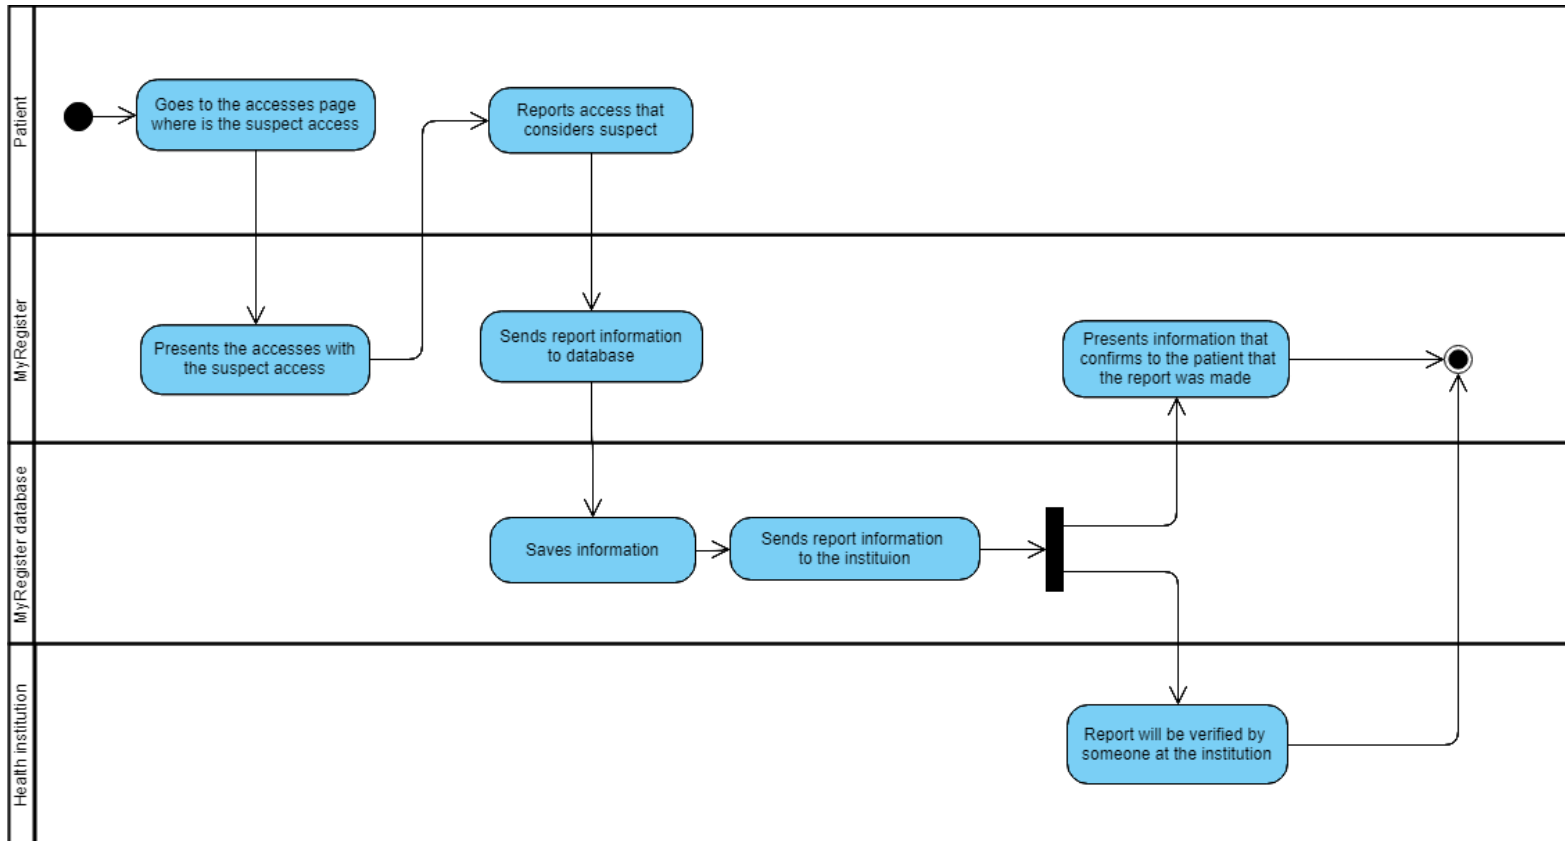 Patient
Goes to the accesses page
where is the suspect access
Reports access that
considers suspect
MyRegister
Presents the accesses with
the suspect access
Sends report information
to database
Presents information that
confirms to the patient that
the report was made
MyRegister database
Saves information
Sends report information
to the instituion
Health institution
Report will be verified by
someone at the institution